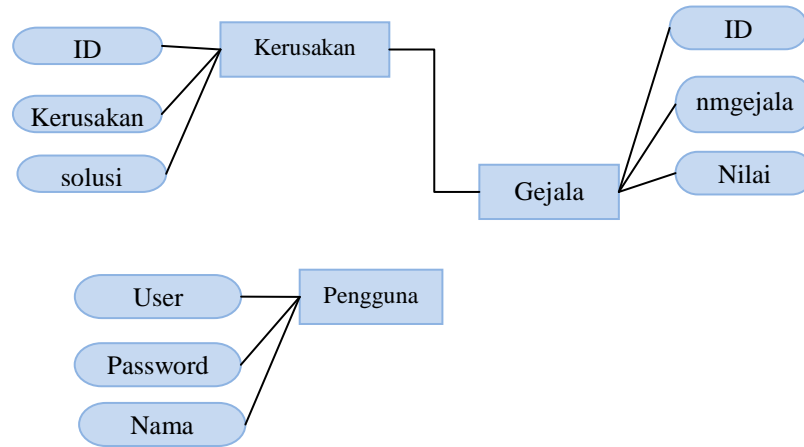 ID
Kerusakan
solusi
Kerusakan
Gejala
ID
nmgejala
Nilai
User
Password
Nama
Pengguna